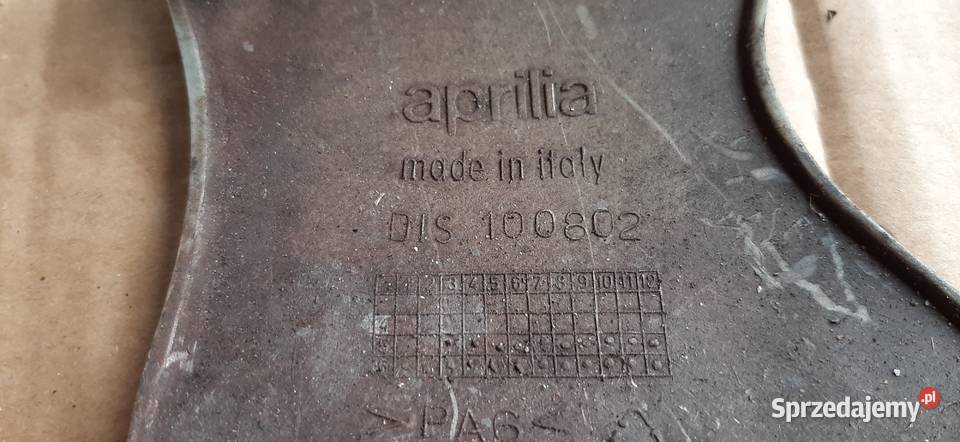 aprilia
made in italy
DIS. 100802
1 2 3 4 5 6 7 8 9 10 11 12
4
>PA6<
Sprzedajemy.pl